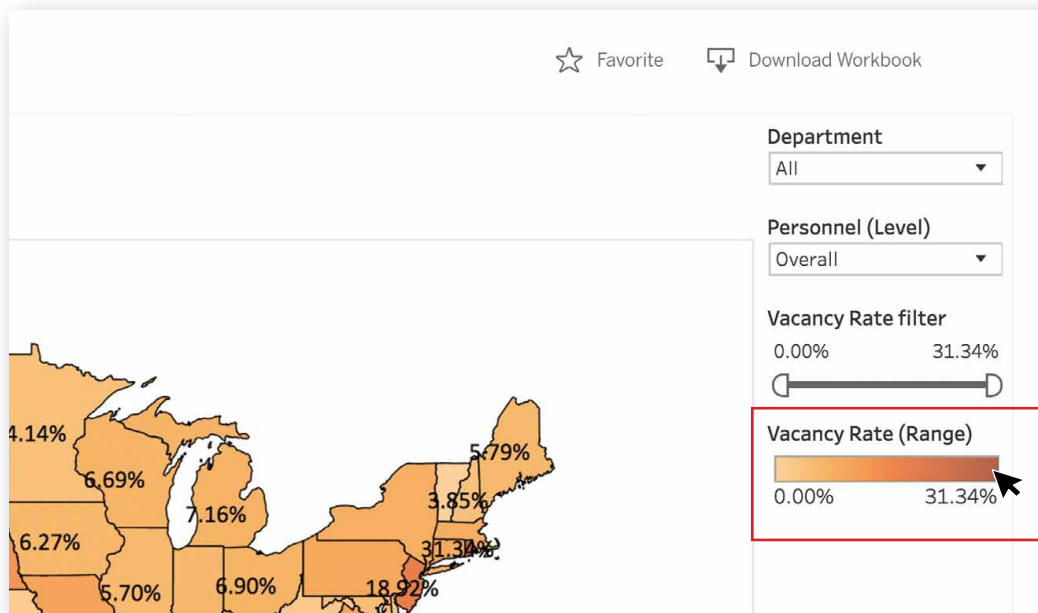 Favorite Download Workbook
Department
All
Personnel (Level)
Overall
Vacancy Rate filter
0.00% 31.34%
Vacancy Rate (Range)
0.00% 31.34%
4.14%
5.79%
6.69%
3.85%
7.16%
6.27%
31.34%
5.70%
6.90%
18.92%